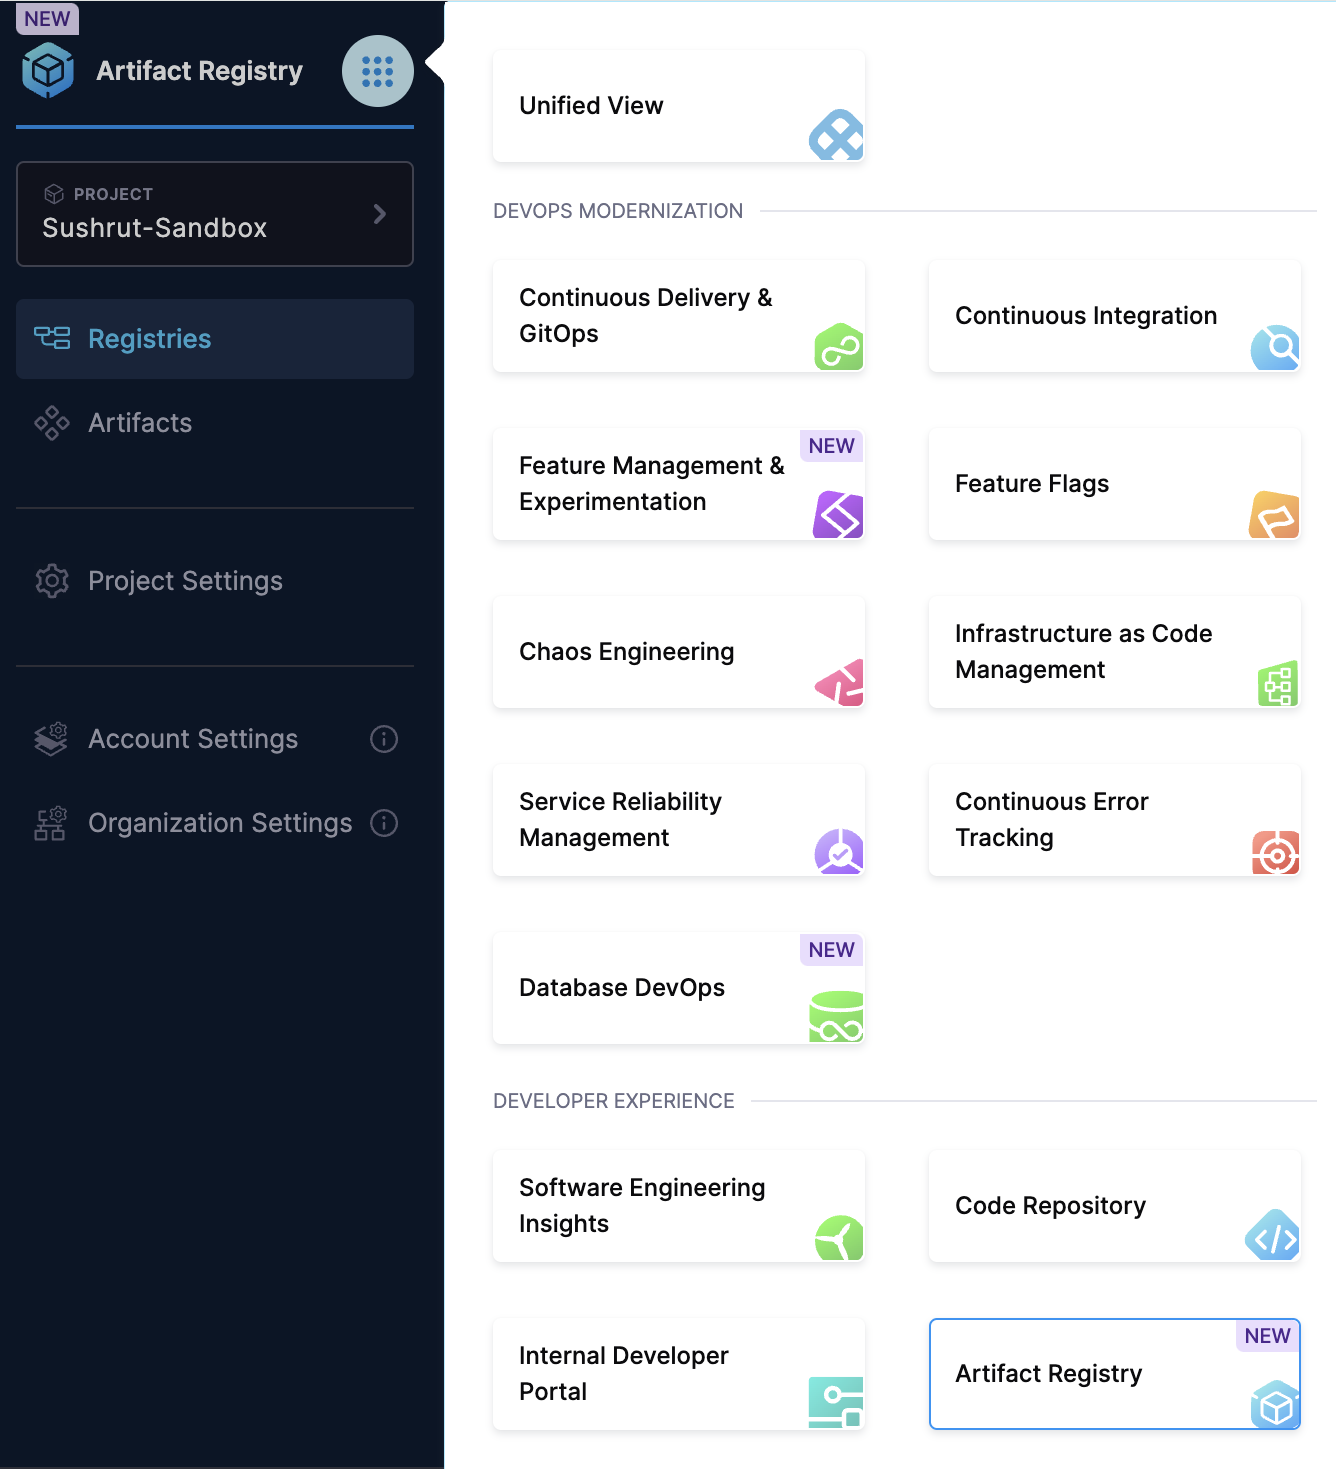 NEW
Artifact Registry
PROJECT
Sushrut-Sandbox
Registries
Artifacts
Project Settings
Account Settings
Organization Settings
Unified View
DEVOPS MODERNIZATION
Continuous Delivery &
GitOps
Continuous Integration
NEW
Feature Management &
Experimentation
Feature Flags
Chaos Engineering
Infrastructure as Code
Management
Service Reliability
Management
Continuous Error
Tracking
NEW
Database DevOps
DEVELOPER EXPERIENCE
Software Engineering
Insights
Code Repository
Internal Developer
Portal
NEW
Artifact Registry